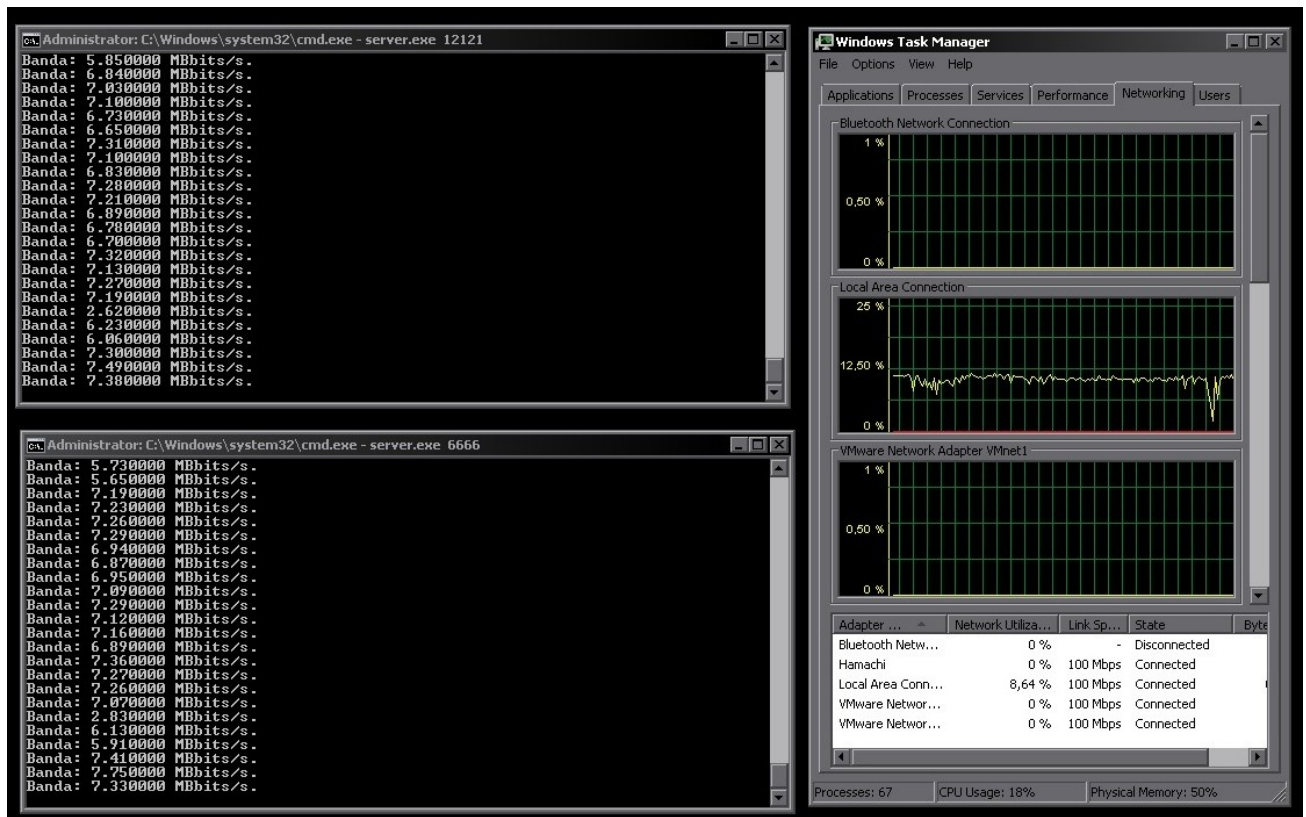 Administrator: C:\Windows\system32\cmd.exe - server.exe 12121
Banda: 5.850000 MBbits/s.
Banda: 6.840000 MBbits/s.
Banda: 7.030000 MBbits/s.
Banda: 7.100000 MBbits/s.
Banda: 6.730000 MBbits/s.
Banda: 6.650000 MBbits/s.
Banda: 7.310000 MBbits/s.
Banda: 7.100000 MBbits/s.
Banda: 6.830000 MBbits/s.
Banda: 7.280000 MBbits/s.
Banda: 7.210000 MBbits/s.
Banda: 6.890000 MBbits/s.
Banda: 6.780000 MBbits/s.
Banda: 6.700000 MBbits/s.
Banda: 7.320000 MBbits/s.
Banda: 7.130000 MBbits/s.
Banda: 7.270000 MBbits/s.
Banda: 7.190000 MBbits/s.
Banda: 2.620000 MBbits/s.
Banda: 6.230000 MBbits/s.
Banda: 6.060000 MBbits/s.
Banda: 7.300000 MBbits/s.
Banda: 7.490000 MBbits/s.
Banda: 7.380000 MBbits/s.
Administrator: C:\Windows\system32\cmd.exe - server.exe 6666
Banda: 5.730000 MBbits/s.
Banda: 5.650000 MBbits/s.
Banda: 7.190000 MBbits/s.
Banda: 7.230000 MBbits/s.
Banda: 7.260000 MBbits/s.
Banda: 7.290000 MBbits/s.
Banda: 6.940000 MBbits/s.
Banda: 6.870000 MBbits/s.
Banda: 6.950000 MBbits/s.
Banda: 7.090000 MBbits/s.
Banda: 7.290000 MBbits/s.
Banda: 7.120000 MBbits/s.
Banda: 7.160000 MBbits/s.
Banda: 6.890000 MBbits/s.
Banda: 7.360000 MBbits/s.
Banda: 7.270000 MBbits/s.
Banda: 7.260000 MBbits/s.
Banda: 7.070000 MBbits/s.
Banda: 2.830000 MBbits/s.
Banda: 6.130000 MBbits/s.
Banda: 5.910000 MBbits/s.
Banda: 7.410000 MBbits/s.
Banda: 7.750000 MBbits/s.
Banda: 7.330000 MBbits/s.
Windows Task Manager
File Options View Help
Applications Processes Services Performance Networking Users
Bluetooth Network Connection
1 %
0,50 %
0 %
Local Area Connection
25 %
12,50 %
0 %
VMware Network Adapter VMnet1
1 %
0,50 %
0 %
Adapter ... Network Utiliza... Link Sp... State Byte
Bluetooth Netw... 0 % - Disconnected
Hamachi 0 % 100 Mbps Connected
Local Area Conn... 8,64 % 100 Mbps Connected
VMware Networ... 0 % 100 Mbps Connected
VMware Networ... 0 % 100 Mbps Connected
Processes: 67 CPU Usage: 18% Physical Memory: 50%